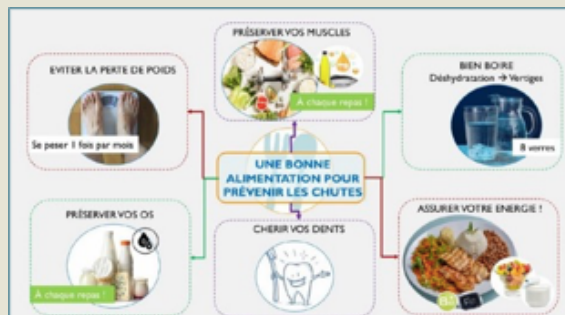 PRÉSERVER VOS MUSCLES
À chaque repas !
EVITER LA PERTE DE POIDS
Se peser 1 fois par mois
BIEN BOIRE
Déshydratation → Vertiges
8 verres
UNE BONNE
ALIMENTATION POUR
PRÉVENIR LES CHUTES
PRÉSERVER VOS OS
À chaque repas !
CHERIR VOS DENTS
ASSURER VOTRE ENERGIE !